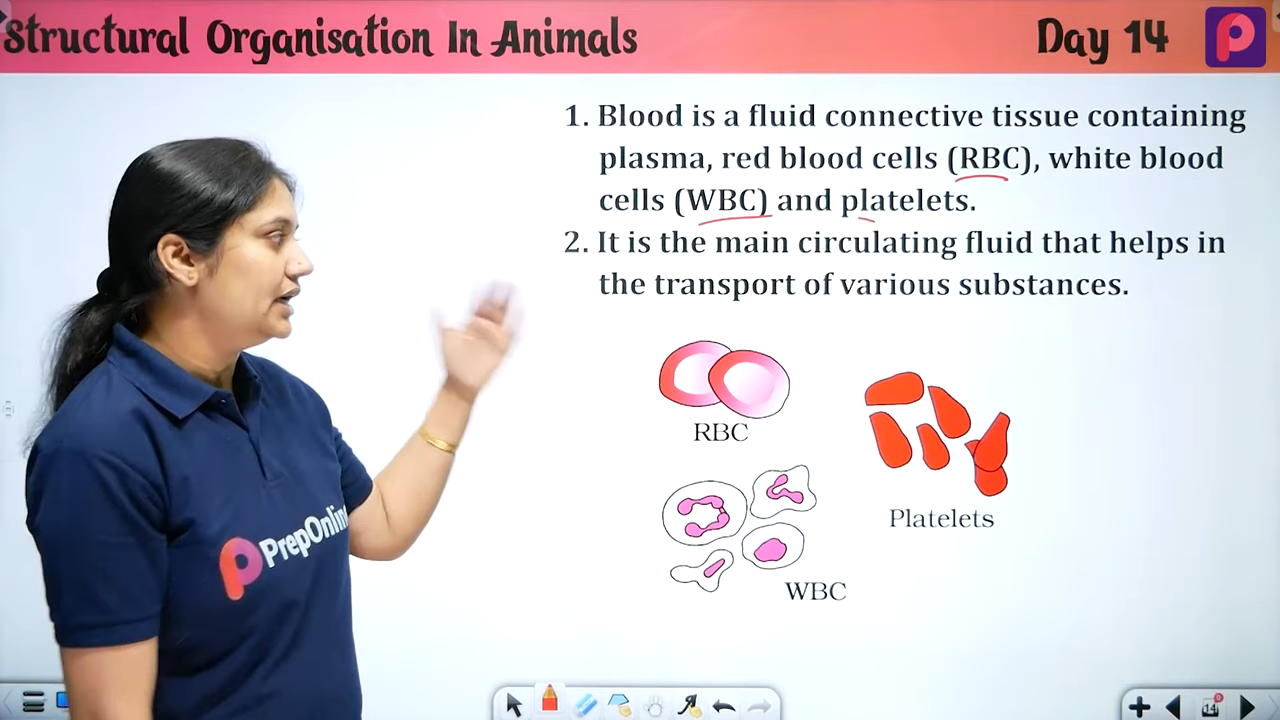 Structural Organisation In Animals
Day 14
1. Blood is a fluid connective tissue containing
plasma, red blood cells (RBC), white blood
cells (WBC) and platelets.
2. It is the main circulating fluid that helps in
the transport of various substances.
RBC
Platelets
WBC
PrepOnlin
14